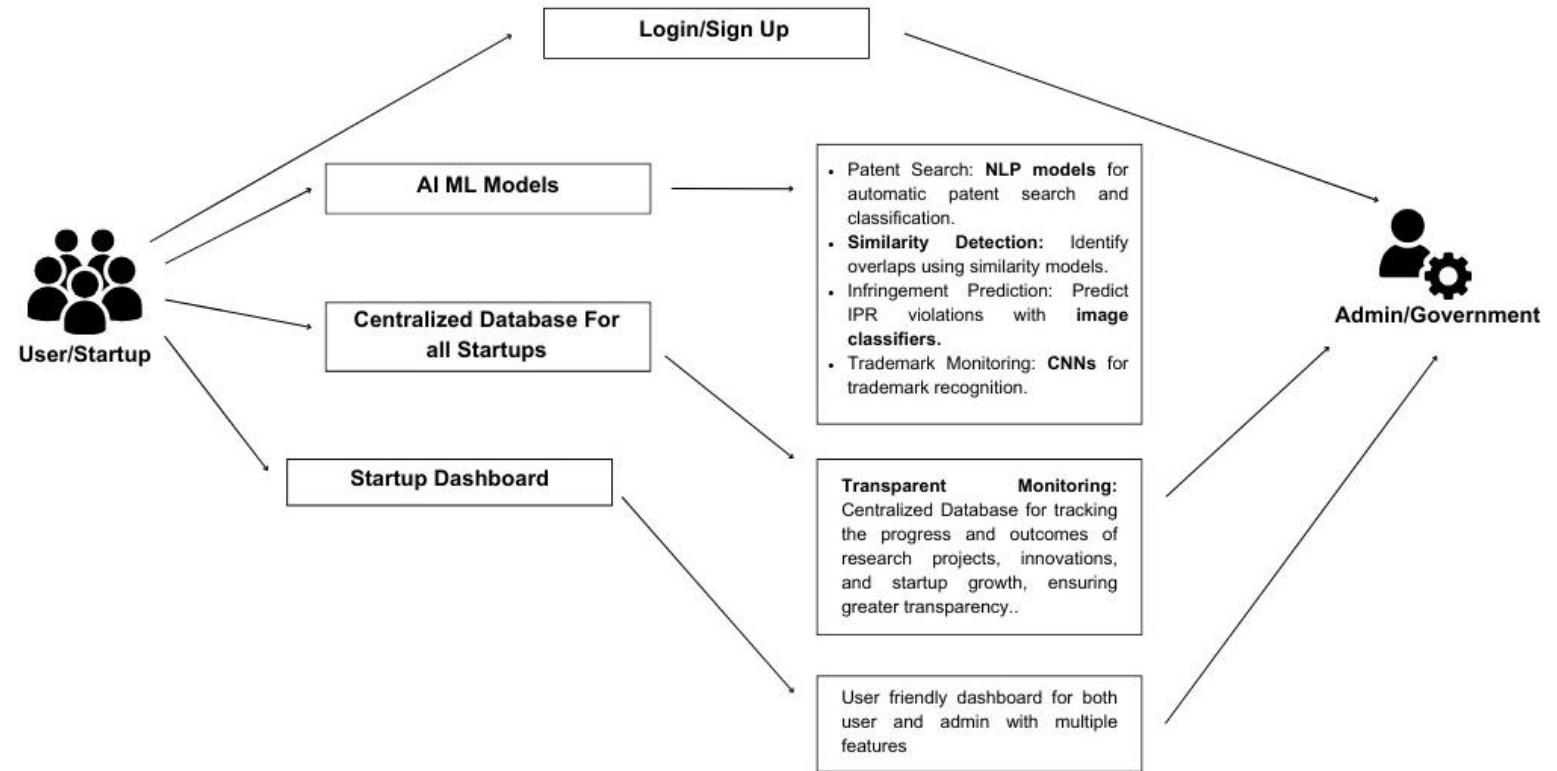 Login/Sign Up
AI ML Models
• Patent Search: NLP models for
automatic patent search and
classification.
• Similarity Detection: Identify
overlaps using similarity models.
• Infringement Prediction: Predict
IPR violations with image
classifiers.
• Trademark Monitoring: CNNs for
trademark recognition.
User/Startup
Centralized Database For
all Startups
Admin/Government
Startup Dashboard
Transparent Monitoring:
Centralized Database for tracking
the progress and outcomes of
research projects, innovations,
and startup growth, ensuring
greater transparency..
User friendly dashboard for both
user and admin with multiple
features